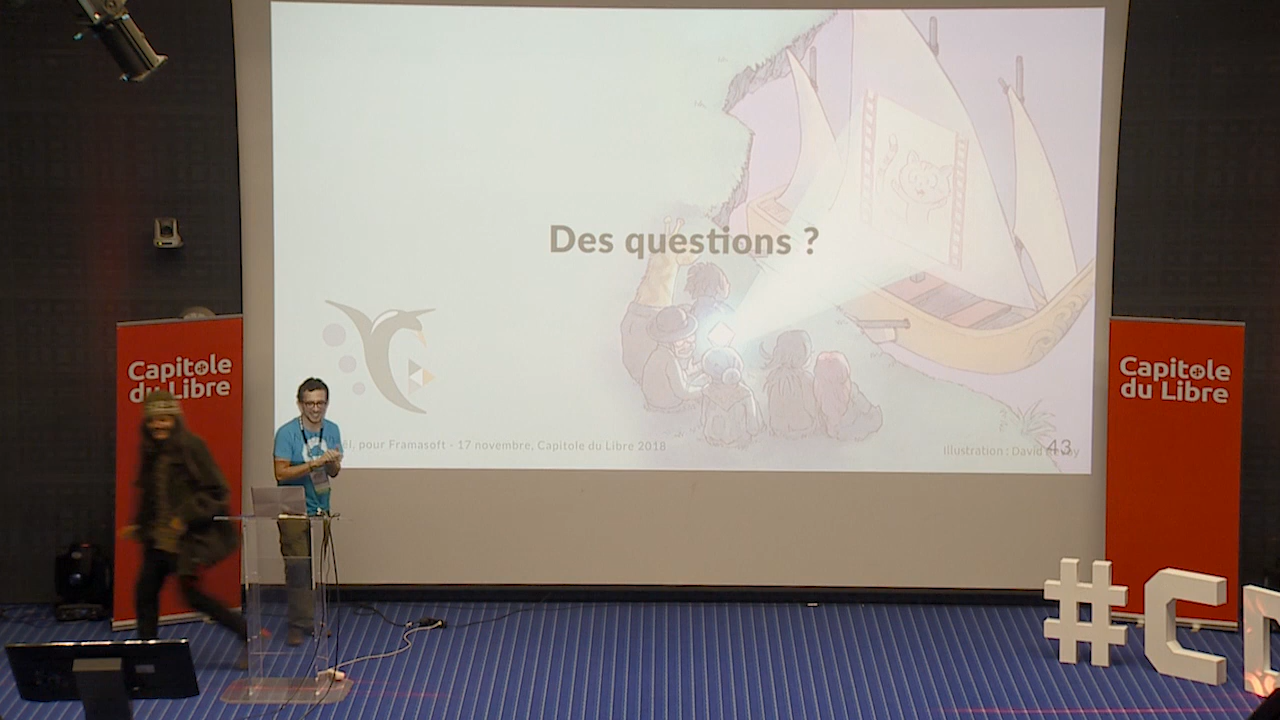 Des questions ?
Capitole
du Libre
Capitole
du Libre
pour Framasoft - 17 novembre, Capitole du Libre 2018
Illustration : David
43
#C